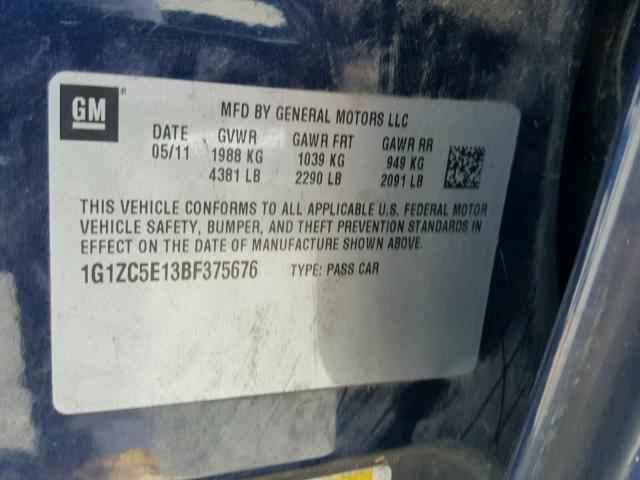 GM
MFD BY GENERAL MOTORS LLC
DATE GVWR GAWR FRT GAWR RR
05/11 1988 KG 1039 KG 949 KG
4381 LB 2290 LB 2091 LB
THIS VEHICLE CONFORMS TO ALL APPLICABLE U.S. FEDERAL MOTOR
VEHICLE SAFETY, BUMPER, AND THEFT PREVENTION STANDARDS IN
EFFECT ON THE DATE OF MANUFACTURE SHOWN ABOVE.
1G1ZC5E13BF375676 TYPE: PASS CAR